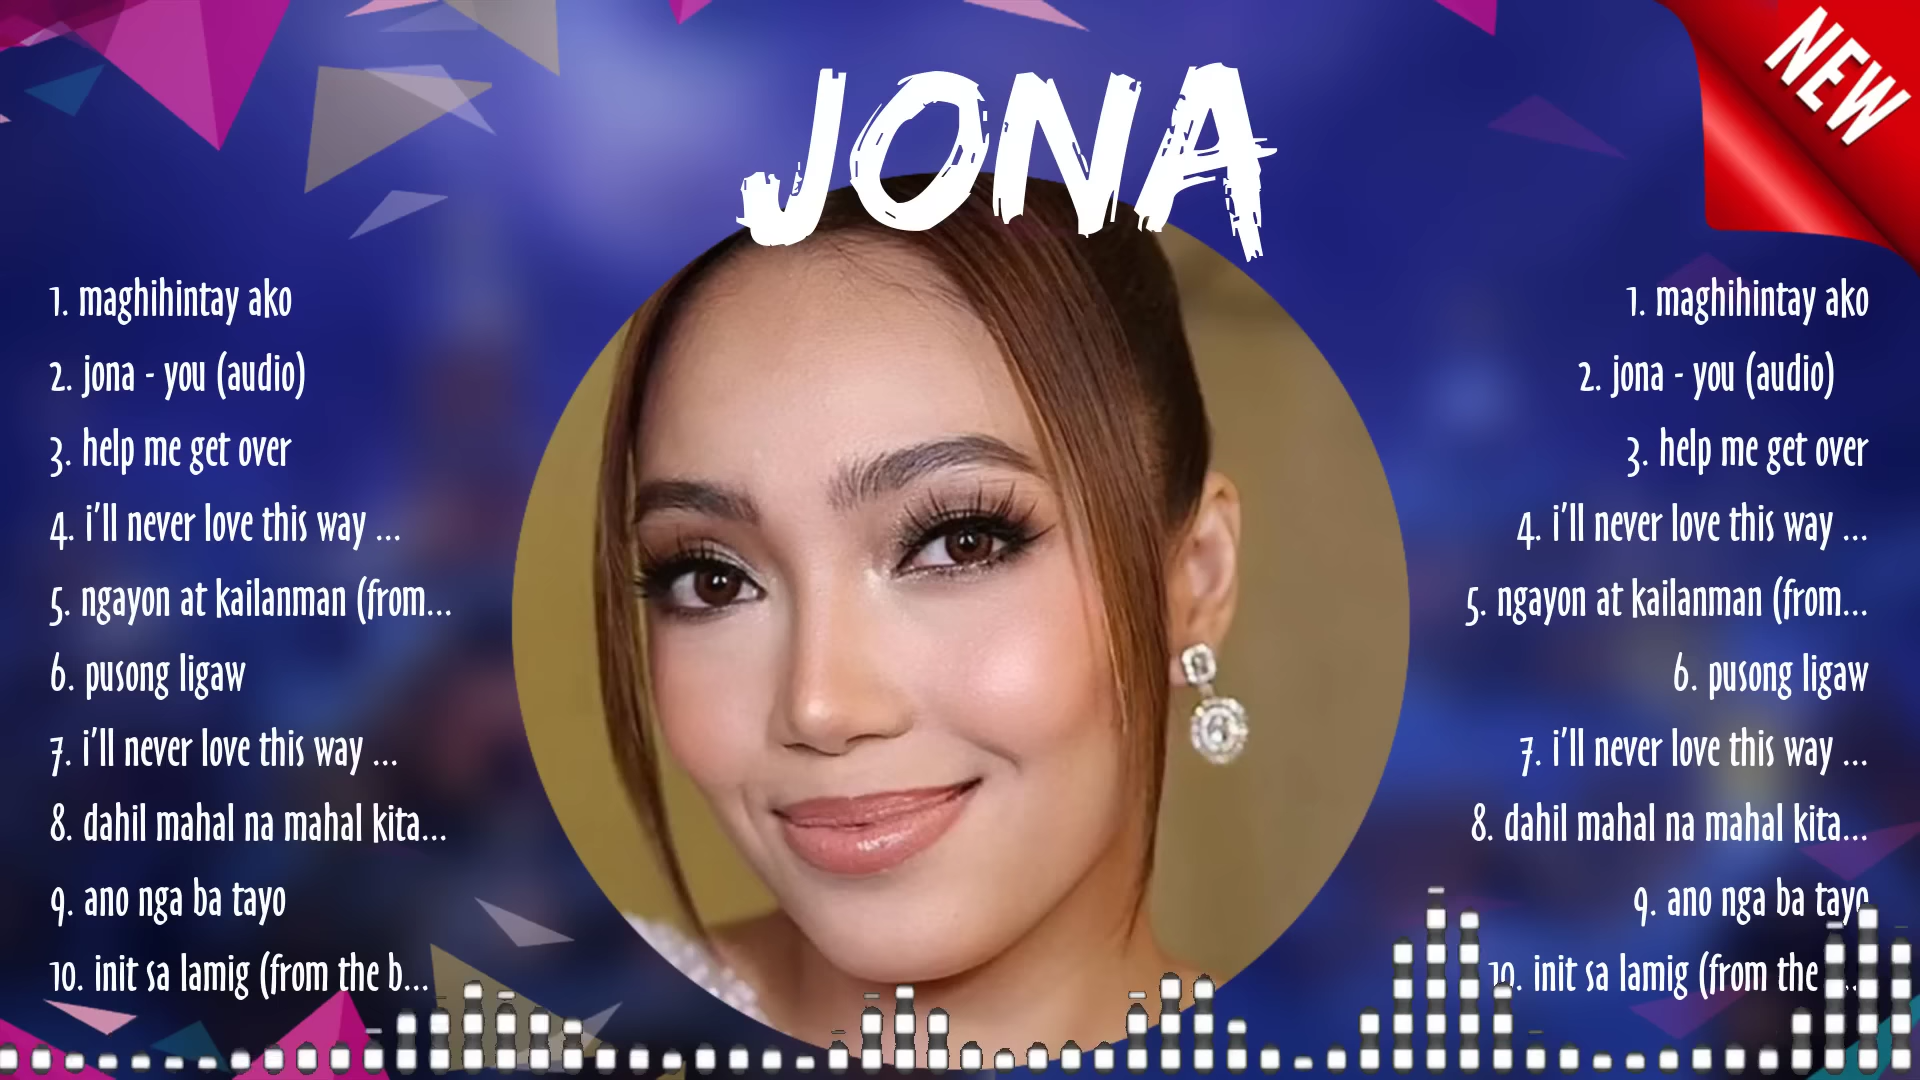 JONA
NEW
1. maghihintay ako
2. jona - you (audio)
3. help me get over
4. i'll never love this way ...
5. ngayon at kailanman (from...
6. pusong ligaw
7. i'll never love this way ...
8. dahil mahal na mahal kita...
9. ano nga ba tayo
10. init sa lamig (from the b...
1. maghihintay ako
2. jona - you (audio)
3. help me get over
4. i'll never love this way ...
5. ngayon at kailanman (from...
6. pusong ligaw
7. i'll never love this way ...
8. dahil mahal na mahal kita...
9. ano nga ba tayo
10. init sa lamig (from the